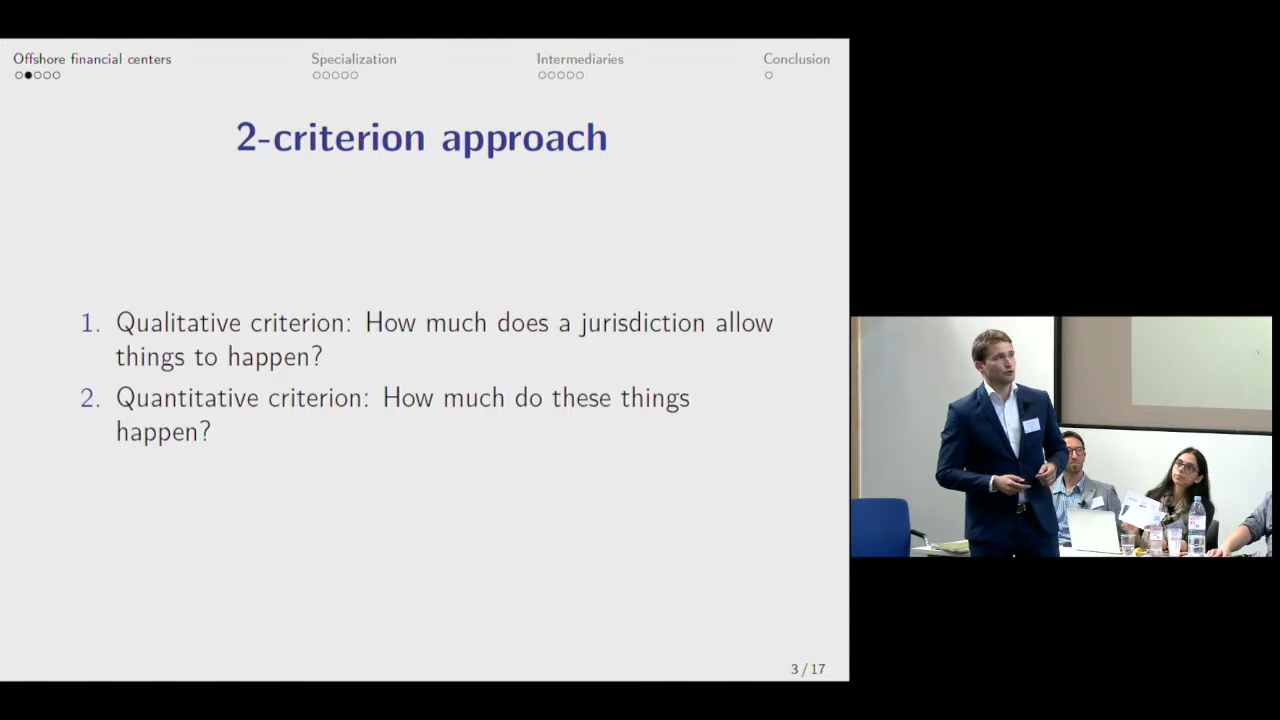 Offshore financial centers
Specialization
Intermediaries
Conclusion
2-criterion approach
1. Qualitative criterion: How much does a jurisdiction allow
things to happen?
2. Quantitative criterion: How much do these things
happen?
3 / 17